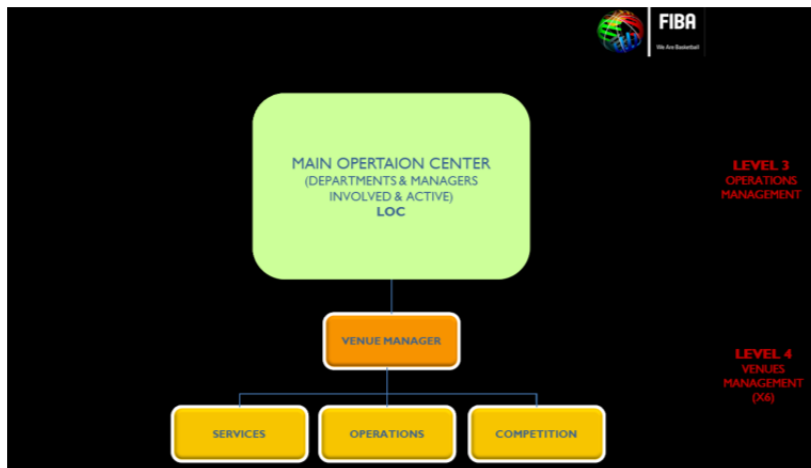 FIBA
We Are Basketball
MAIN OPERTAION CENTER
(DEPARTMENTS & MANAGERS
INVOLVED & ACTIVE)
LOC
LEVEL 3
OPERATIONS
MANAGEMENT
VENUE MANAGER
LEVEL 4
VENUES
MANAGEMENT
(X6)
SERVICES
OPERATIONS
COMPETITION